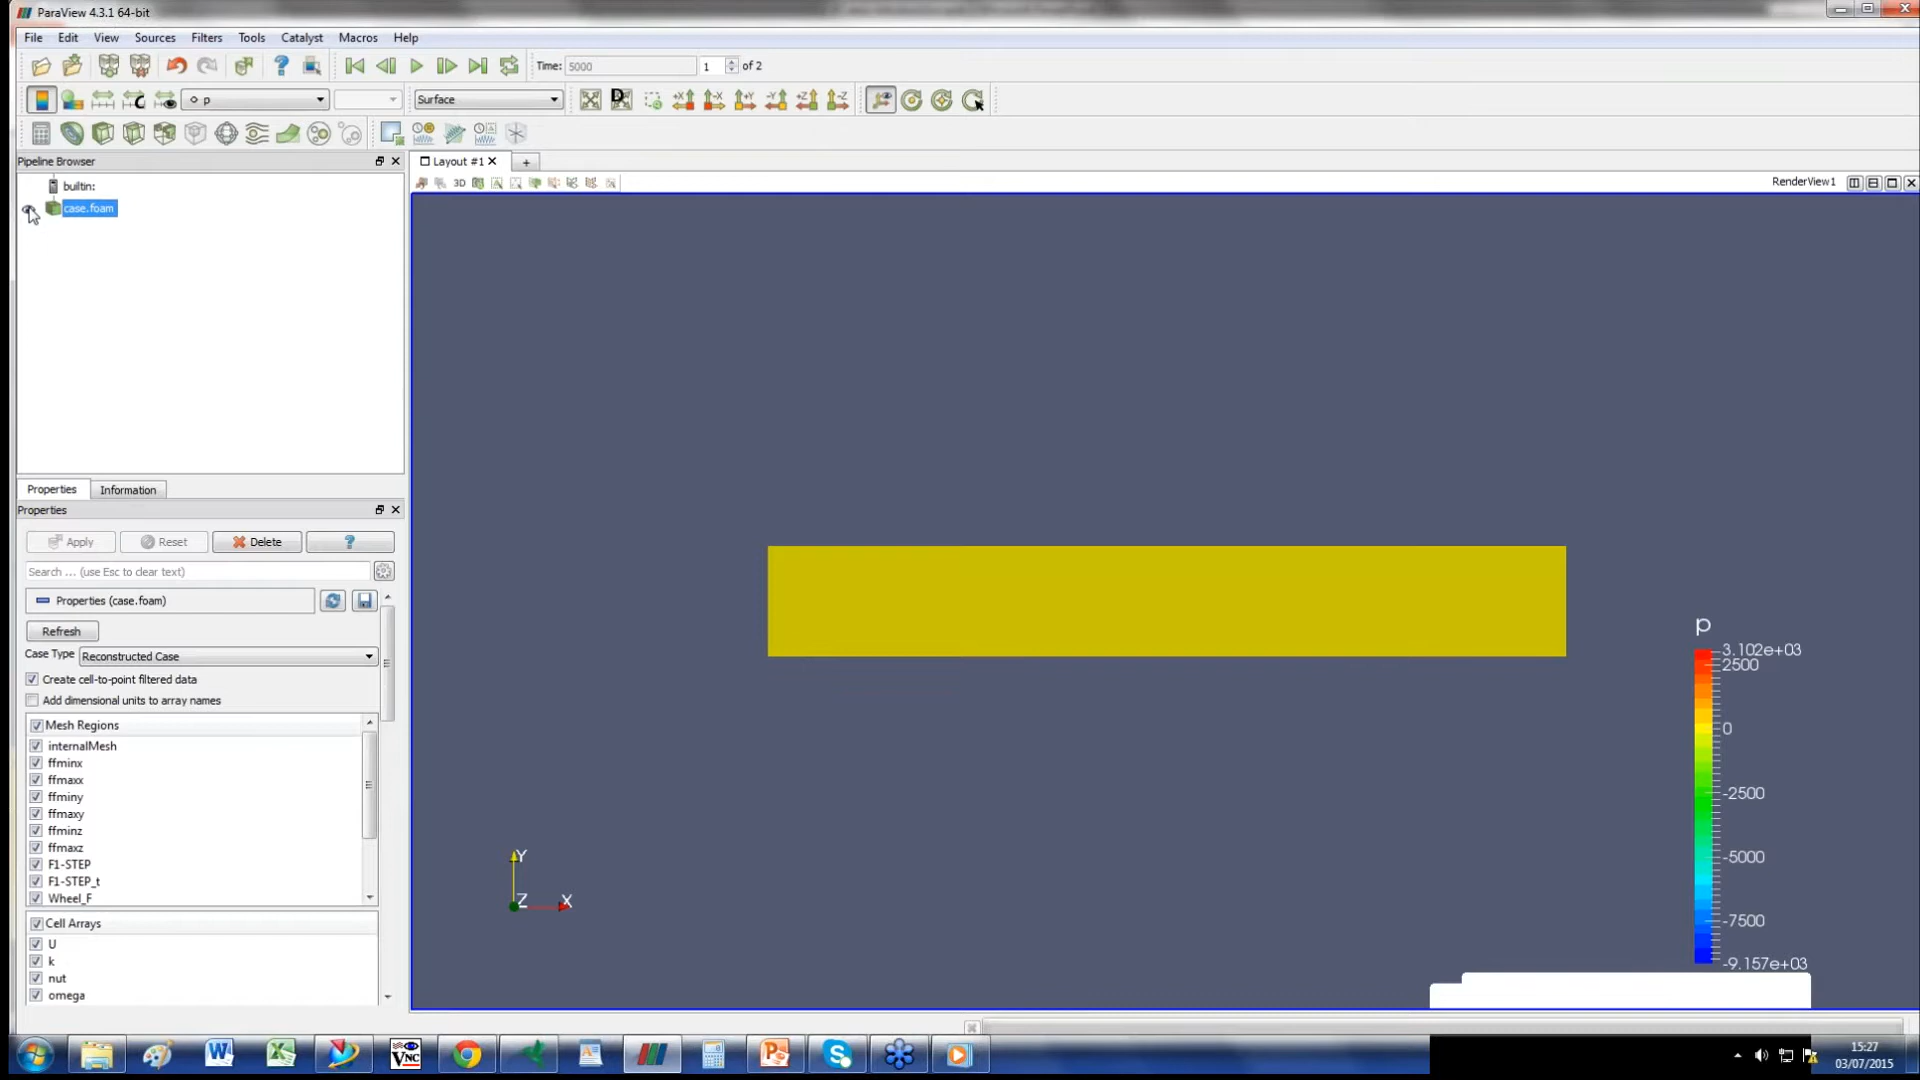 ParaView 4.3.1 64-bit
File Edit View Sources Filters Tools Catalyst Macros Help
Time: 5000 1 of 2
p Surface
Pipeline Browser
Layout #1
builtin:
3D
RenderView1
case.foam
Properties Information
Properties
Apply Reset Delete ?
Search ... (use Esc to clear text)
Properties (case.foam)
Refresh
Case Type Reconstructed Case
Create cell-to-point filtered data
Add dimensional units to array names
Mesh Regions
internalMesh
ffminx
ffmaxx
ffminy
ffmaxy
ffminz
ffmaxz
F1-STEP
F1-STEP_t
Wheel_F
Cell Arrays
U
k
nut
omega
Y
Z X
p
3.102e+03
2500
0
-2500
-5000
-7500
-9.157e+03
15:27
03/07/2015